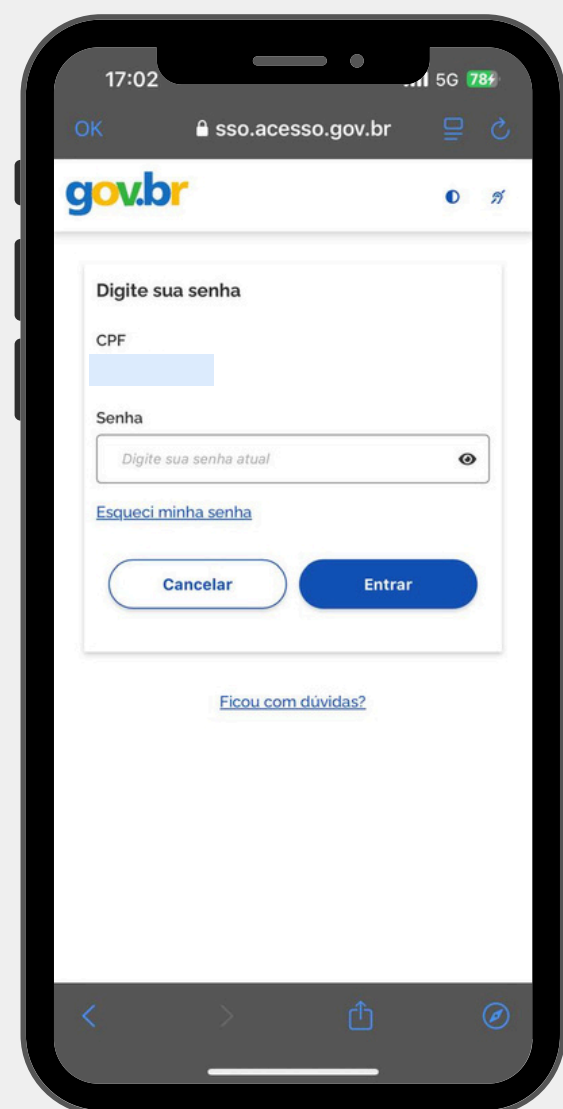 17:02 5G 78
OK sso.acesso.gov.br
gov.br
Digite sua senha
CPF
Senha
Digite sua senha atual
Esqueci minha senha
Cancelar Entrar
Ficou com dúvidas?